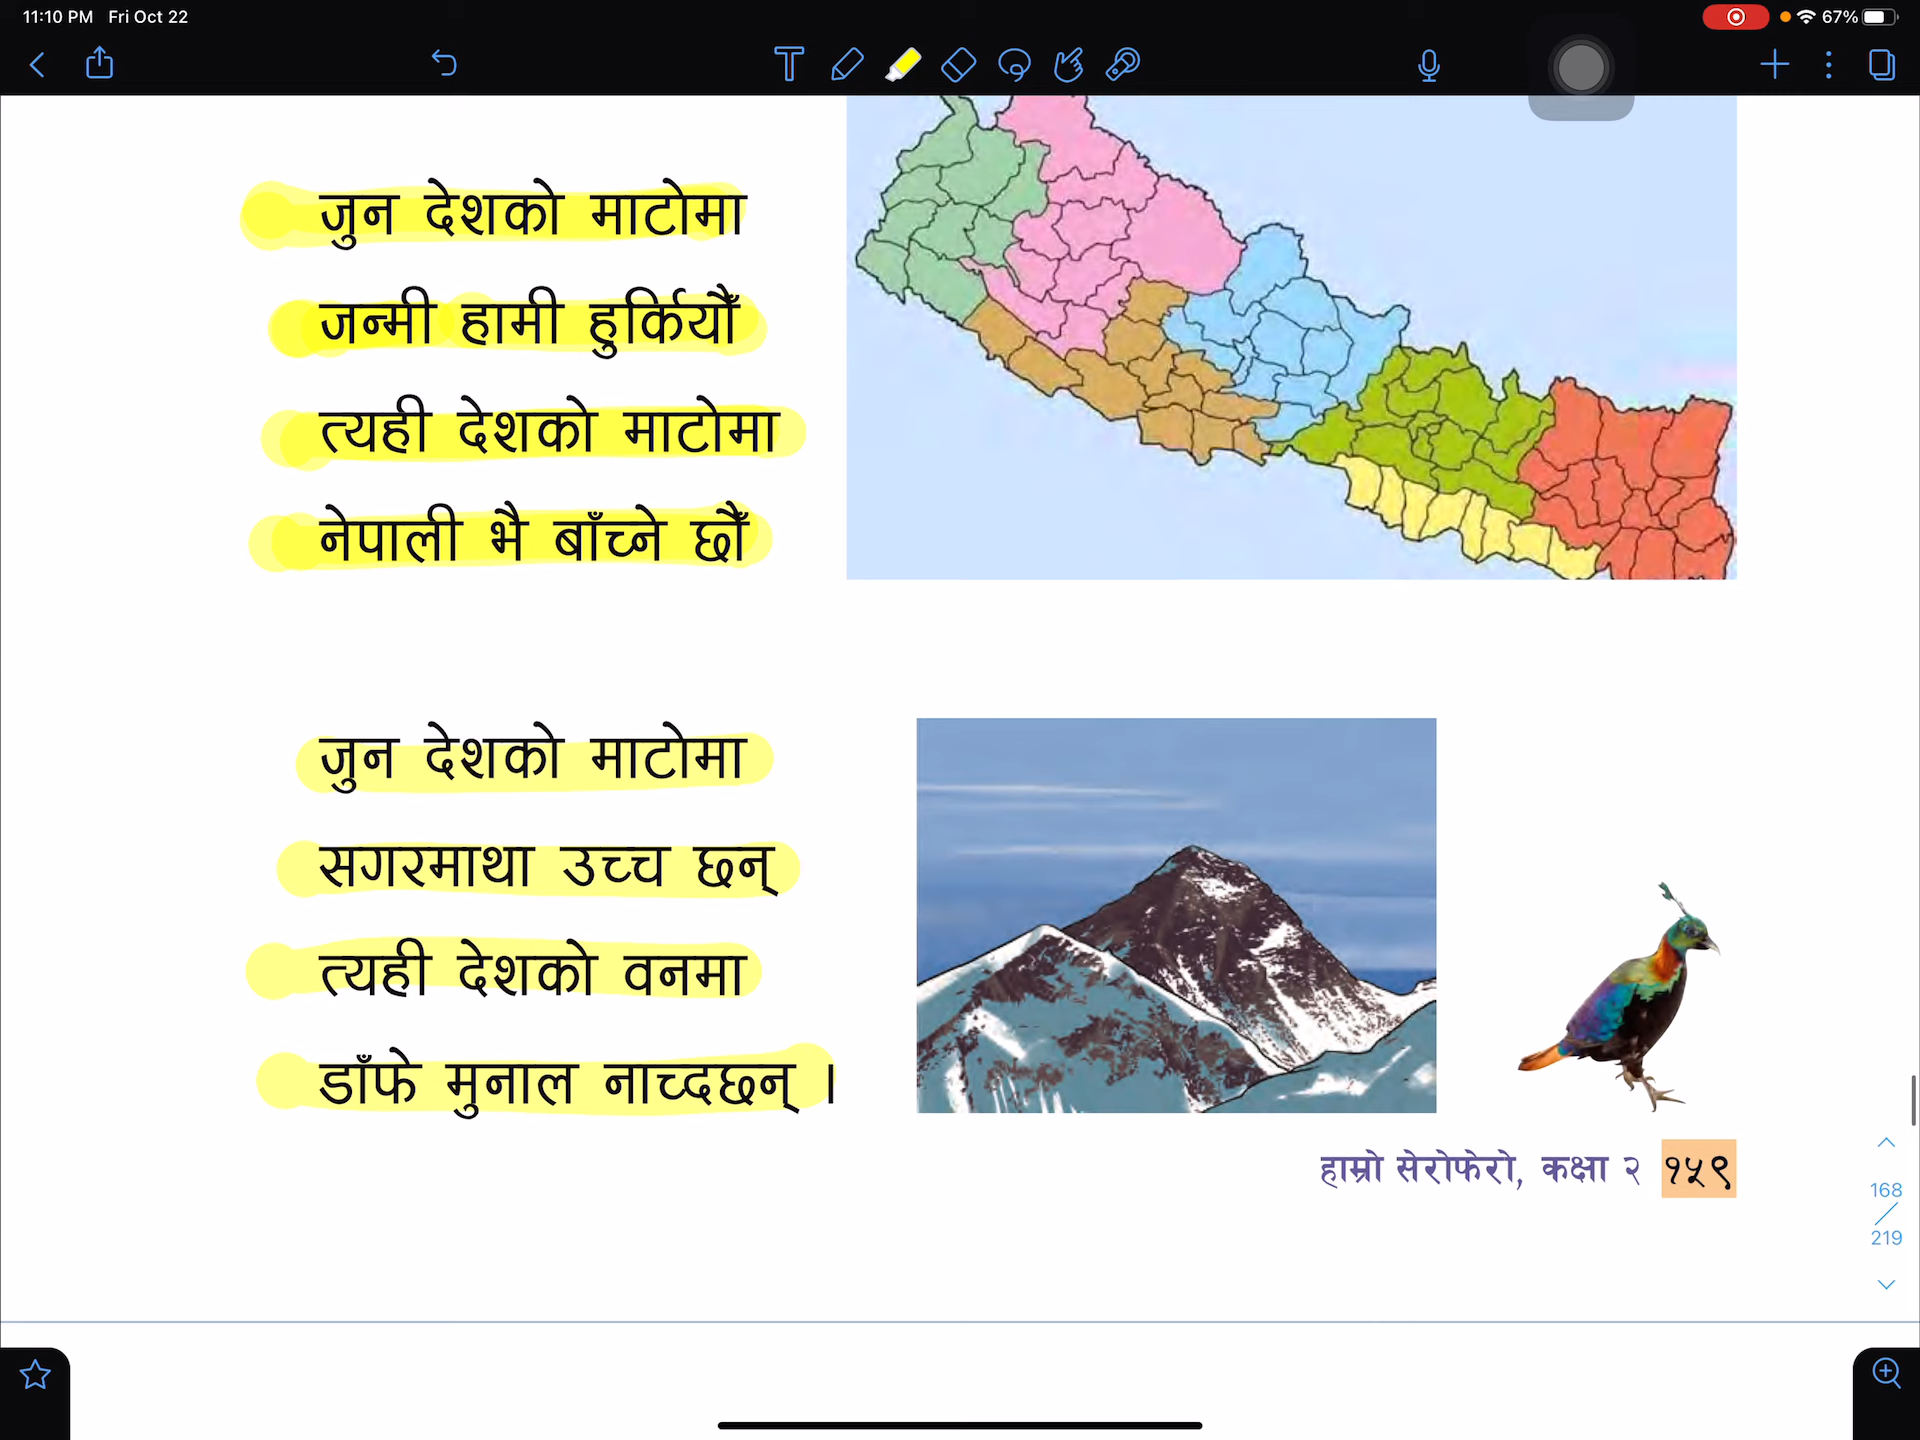 11:10 PM Fri Oct 22
67%
जुन देशको माटोमा
जन्मी हामी हुर्कियौँ
त्यही देशको माटोमा
नेपाली भै बाँच्ने छौँ
जुन देशको माटोमा
सगरमाथा उच्च छन्
त्यही देशको वनमा
डाँफे मुनाल नाच्दछन् ।
हाम्रो सेरोफेरो, कक्षा २ १५९
168
219